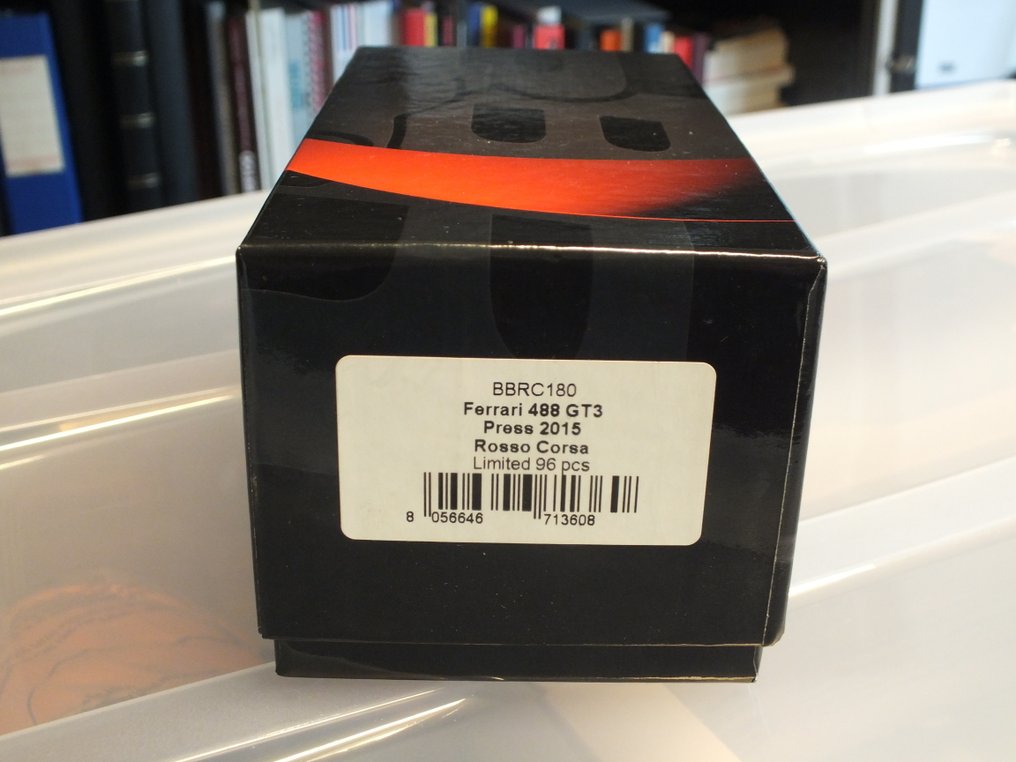 BBRC180
Ferrari 488 GT3
Press 2015
Rosso Corsa
Limited 96 pcs
8 056646 713608